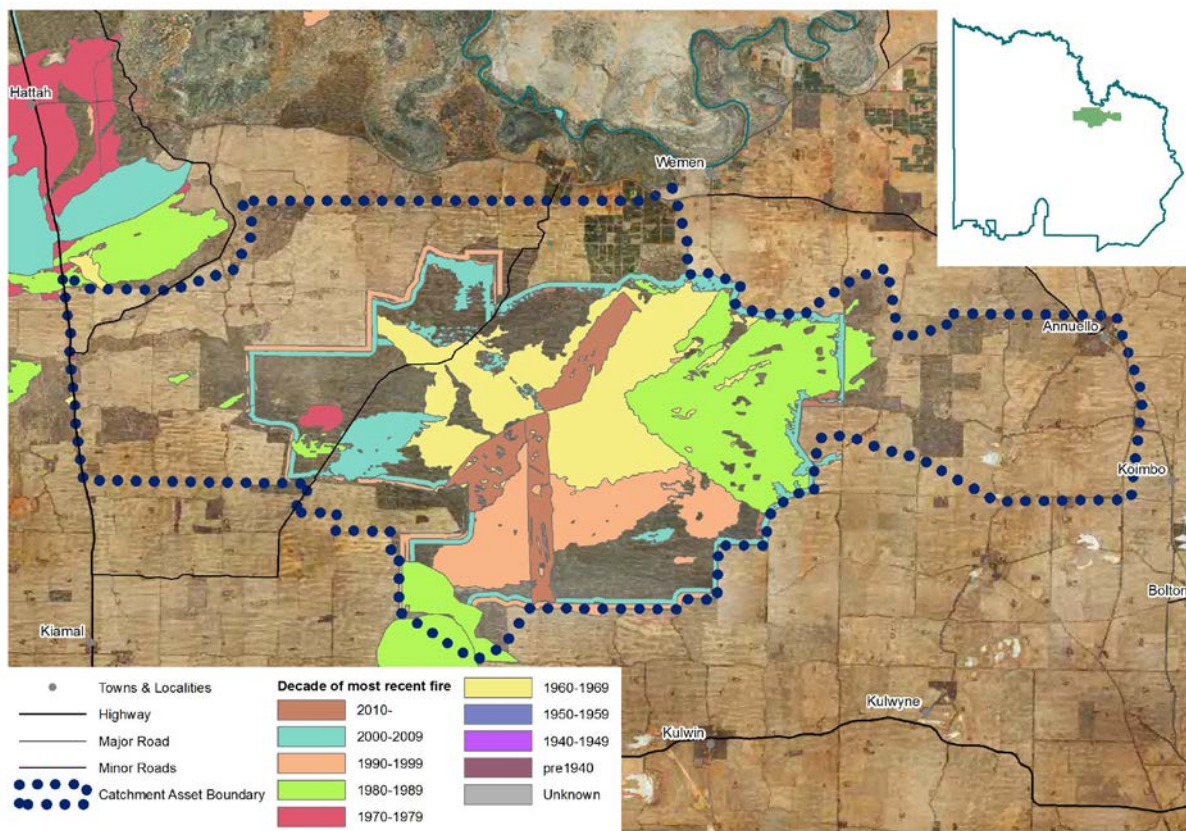 Hattah
Wemen
Annuello
Koimbo
Bolton
Kiamal
Kulwyne
Kulwin
Towns & Localities
Highway
Major Road
Minor Roads
Catchment Asset Boundary
Decade of most recent fire
2010-
2000-2009
1990-1999
1980-1989
1970-1979
1960-1969
1950-1959
1940-1949
pre1940
Unknown